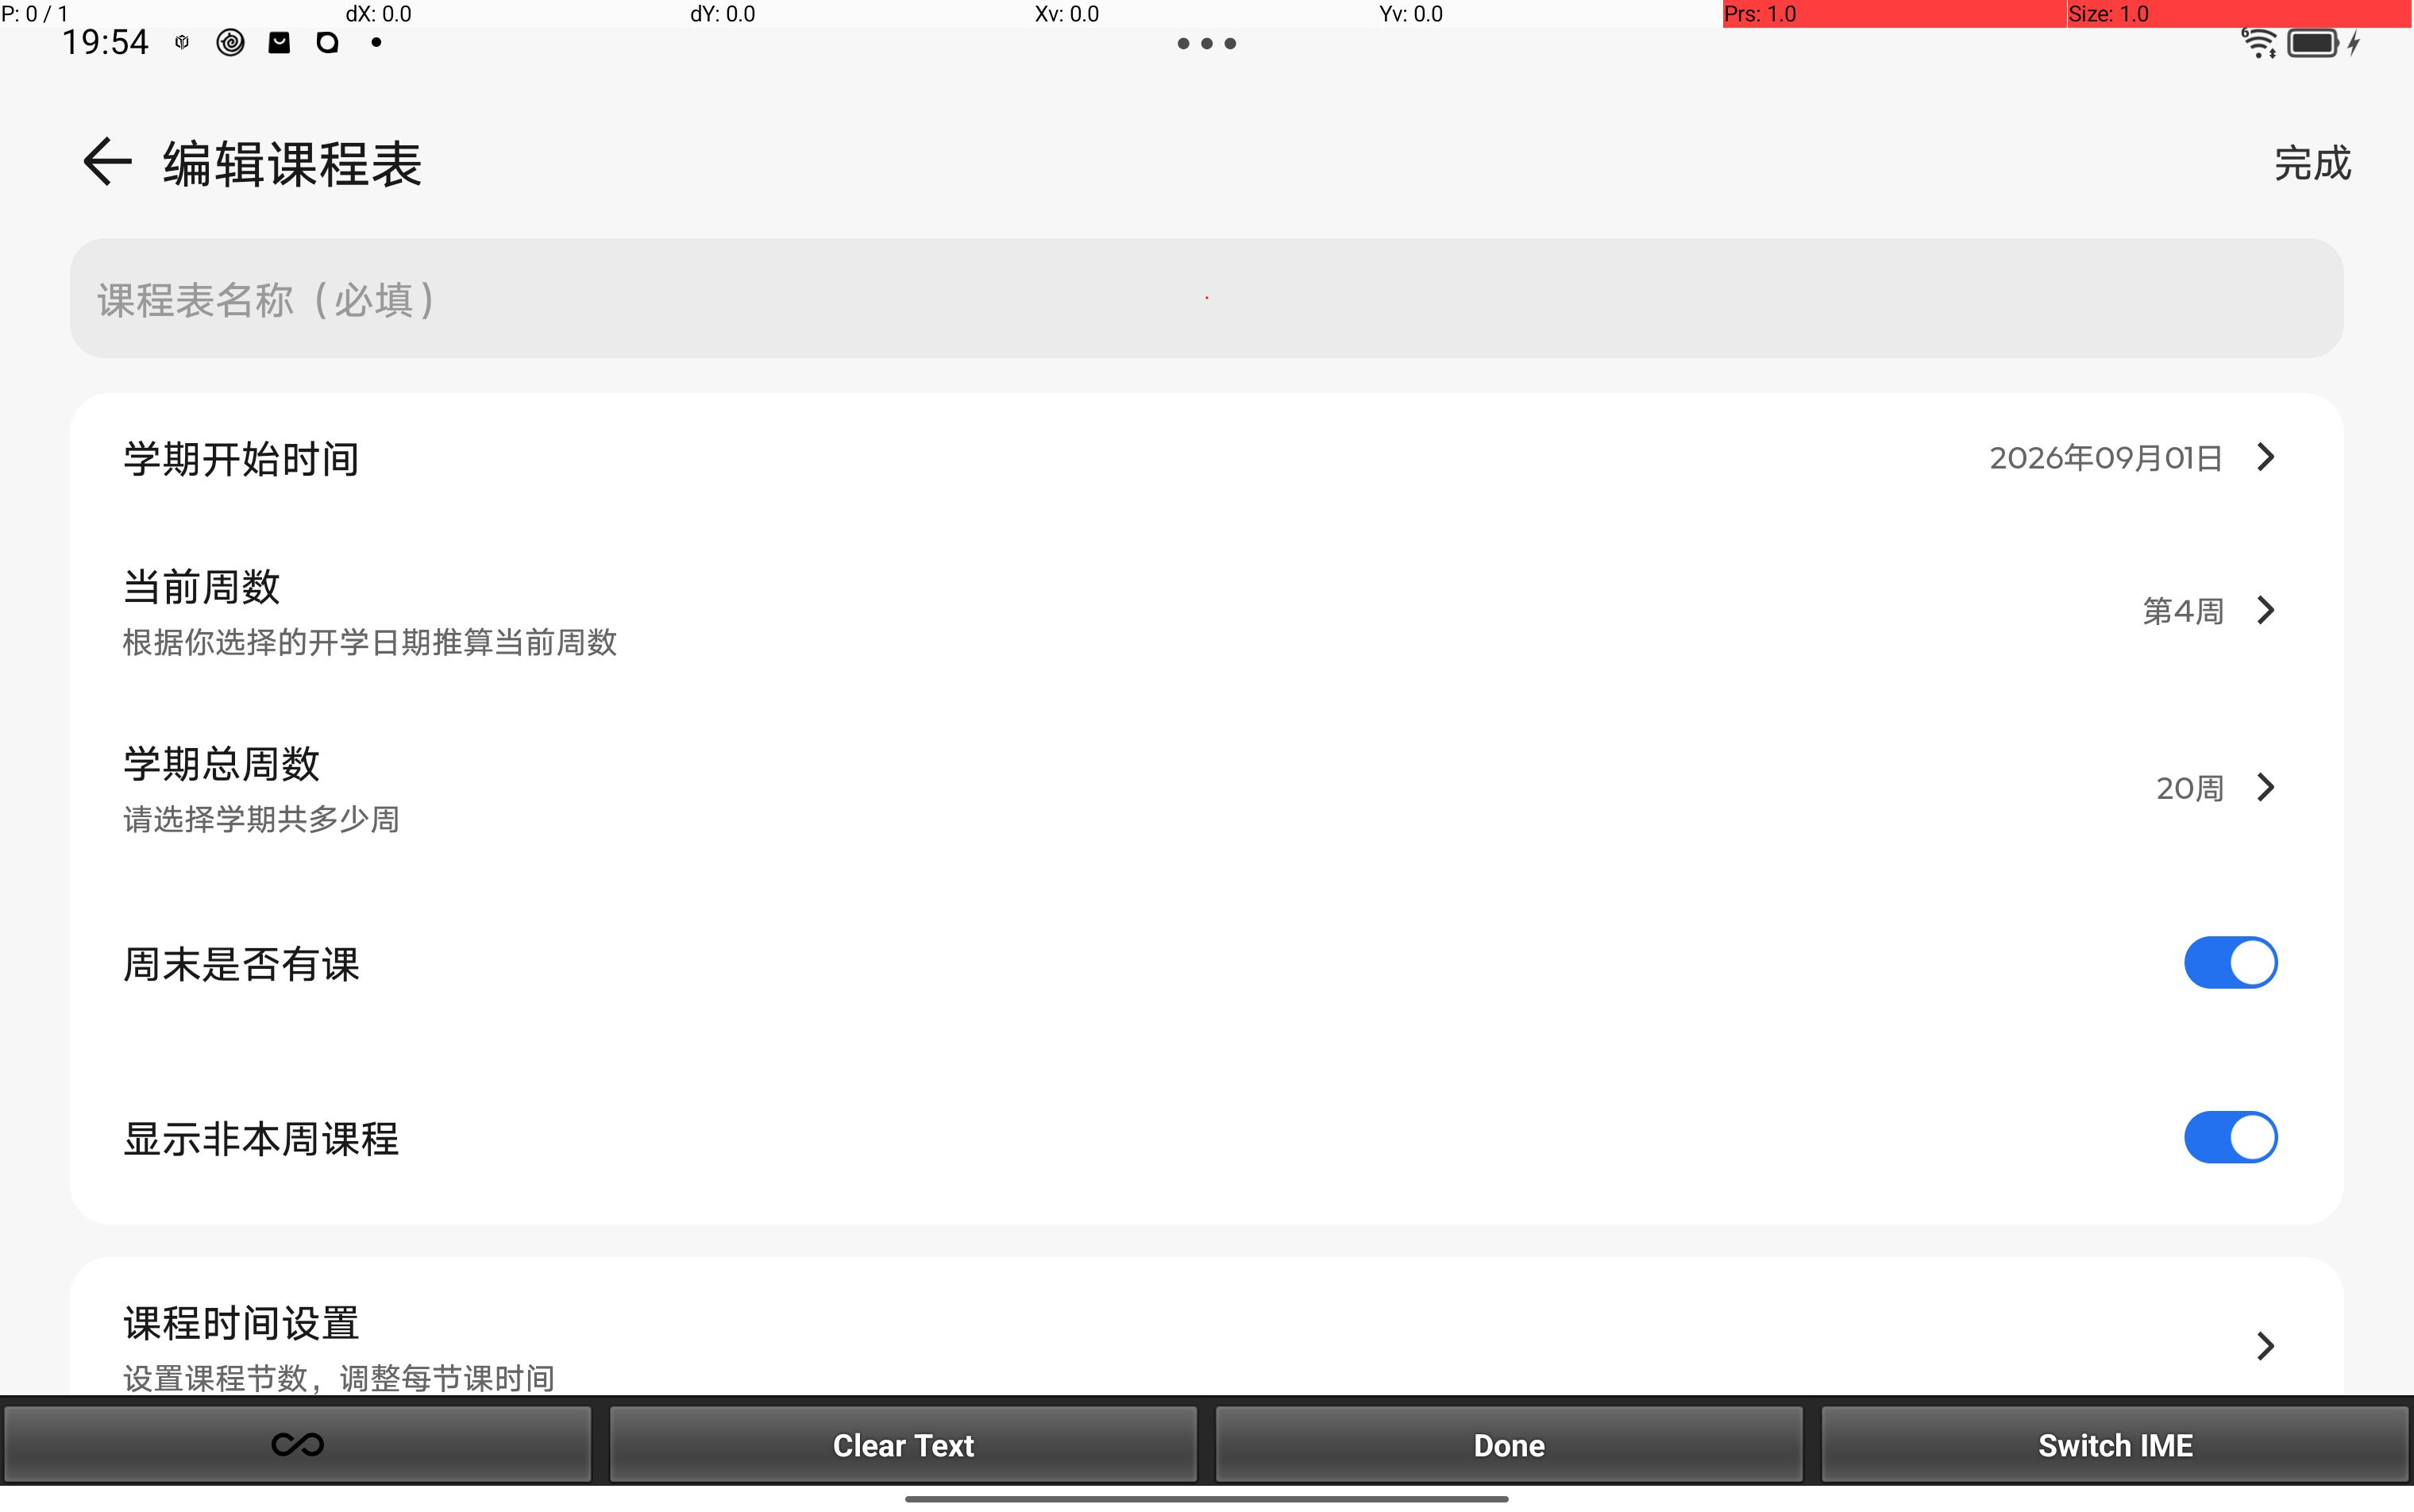 P: 0 / 1 dX: 0.0 dY: 0.0 Xv: 0.0 Yv: 0.0 Prs: 1.0 Size: 1.0
19:54 6
编辑课程表 完成
课程表名称（必填）
学期开始时间 2026年09月01日
当前周数 第4周
根据你选择的开学日期推算当前周数
学期总周数 20周
请选择学期共多少周
周末是否有课
显示非本周课程
课程时间设置
设置课程节数，调整每节课时间
Clear Text Done Switch IME